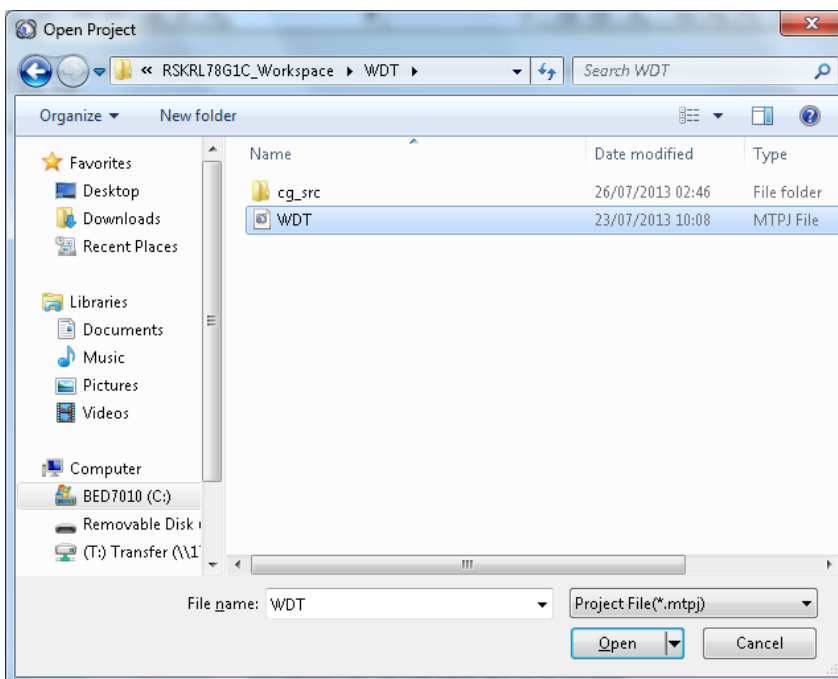 Open Project
« RSKRL78G1C_Workspace ▸ WDT ▸ Search WDT
Organize ▾ New folder
Name Date modified Type
Favorites
Desktop
Downloads
Recent Places
Libraries
Documents
Music
Pictures
Videos
Computer
BED7010 (C:)
Removable Disk
(T:) Transfer (\\1
cg_src 26/07/2013 02:46 File folder
WDT 23/07/2013 10:08 MTPJ File
File name: WDT Project File(*.mtpj)
Open Cancel